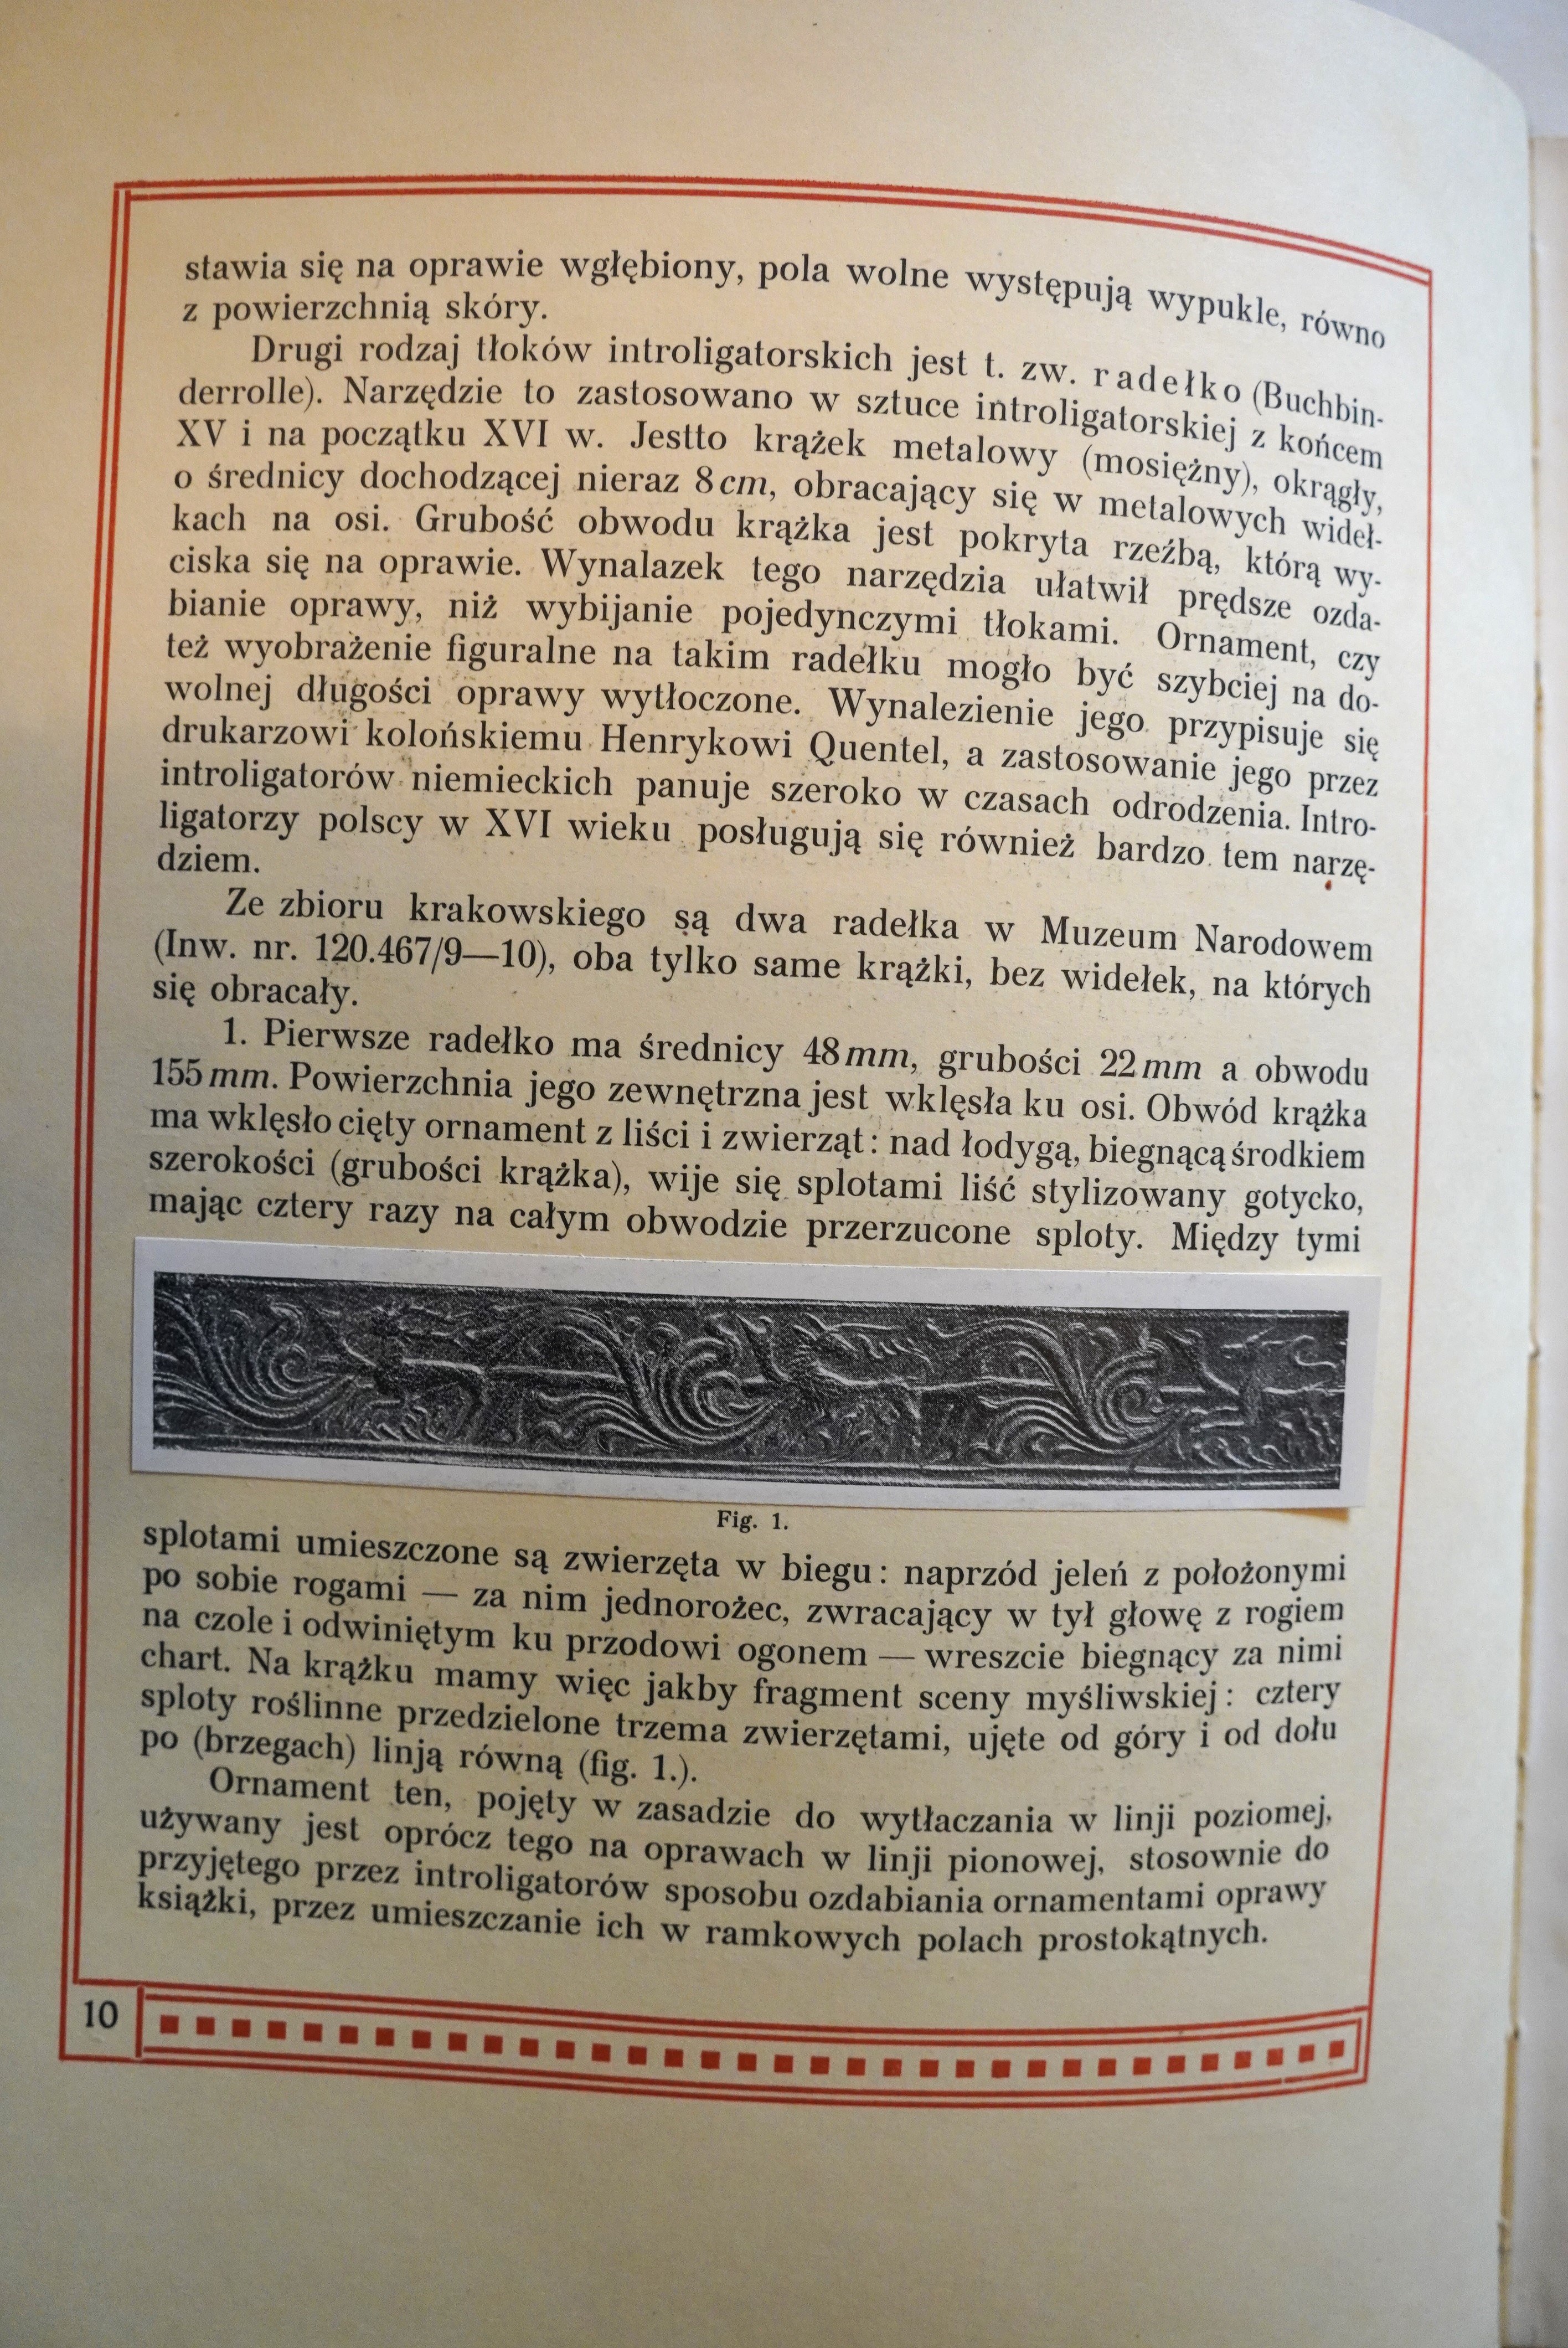 stawia się na oprawie wgłębiony, pola wolne występują wypukle, równo
z powierzchnią skóry.
Drugi rodzaj tłoków introligatorskich jest t. zw. radełko (Buchbin-
derrolle). Narzędzie to zastosowano w sztuce introligatorskiej z końcem
XV i na początku XVI w. Jestto krążek metalowy (mosiężny), okrągły,
o średnicy dochodzącej nieraz 8 cm, obracający się w metalowych wideł-
kach na osi. Grubość obwodu krążka jest pokryta rzeźbą, którą wy-
ciska się na oprawie. Wynalazek tego narzędzia ułatwił prędsze ozda-
bianie oprawy, niż wybijanie pojedynczymi tłokami. Ornament, czy
też wyobrażenie figuralne na takim radełku mogło być szybciej na do-
wolnej długości oprawy wytłoczone. Wynalezienie jego przypisuje się
drukarzowi kolońskiemu Henrykowi Quentel, a zastosowanie jego przez
introligatorów niemieckich panuje szeroko w czasach odrodzenia. Intro-
ligatorzy polscy w XVI wieku posługują się również bardzo tem narzę-
dziem.
Ze zbioru krakowskiego są dwa radełka w Muzeum Narodowem
(Inw. nr. 120.467/9—10), oba tylko same krążki, bez widełek, na których
się obracały.
1. Pierwsze radełko ma średnicy 48 mm, grubości 22 mm a obwodu
155 mm. Powierzchnia jego zewnętrzna jest wklęsła ku osi. Obwód krążka
ma wklęsło cięty ornament z liści i zwierząt: nad łodygą, biegnącą środkiem
szerokości (grubości krążka), wije się splotami liść stylizowany gotycko,
mając cztery razy na całym obwodzie przerzucone sploty. Między tymi
Fig. 1.
splotami umieszczone są zwierzęta w biegu: naprzód jeleń z położonymi
po sobie rogami — za nim jednorożec, zwracający w tył głowę z rogiem
na czole i odwiniętym ku przodowi ogonem — wreszcie biegnący za nimi
chart. Na krążku mamy więc jakby fragment sceny myśliwskiej: cztery
sploty roślinne przedzielone trzema zwierzętami, ujęte od góry i od dołu
po (brzegach) linją równą (fig. 1.).
Ornament ten, pojęty w zasadzie do wytłaczania w linji poziomej,
używany jest oprócz tego na oprawach w linji pionowej, stosownie do
przyjętego przez introligatorów sposobu ozdabiania ornamentami oprawy
książki, przez umieszczanie ich w ramkowych polach prostokątnych.
10